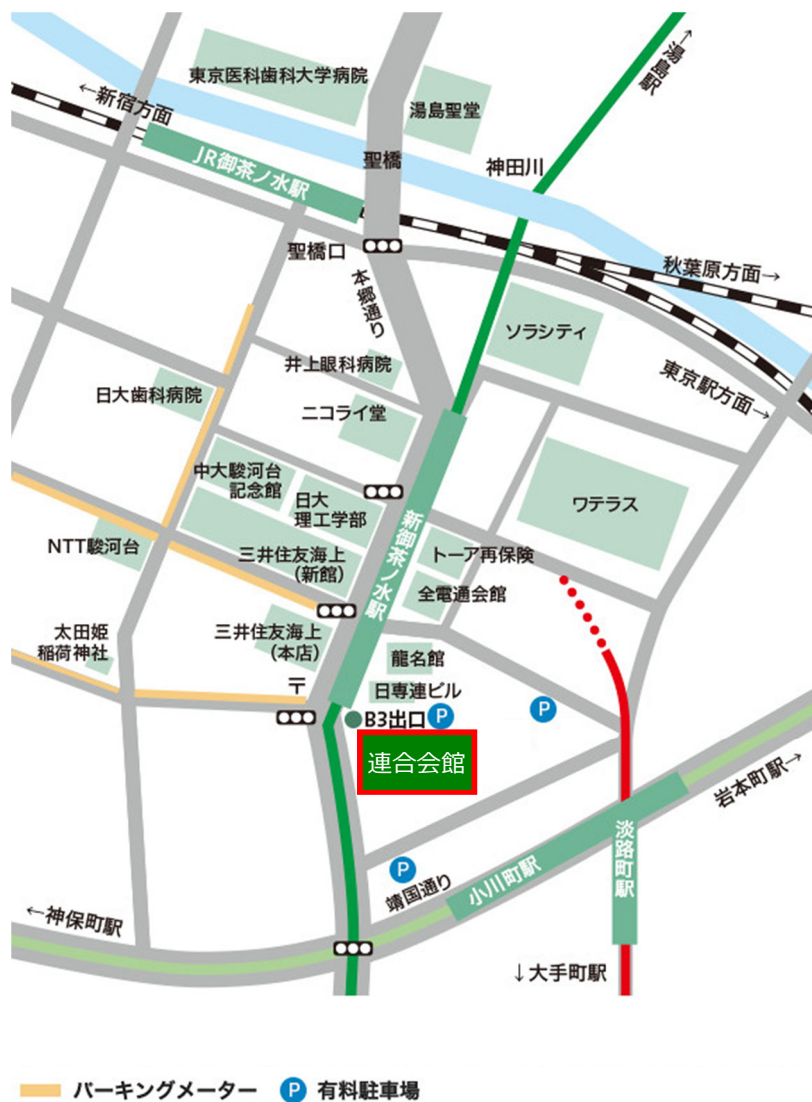 東京医科歯科大学病院
湯島聖堂
→湯島駅
←新宿方面
JR御茶ノ水駅
聖橋
神田川
聖橋口
本郷通り
秋葉原方面→
ソラシティ
東京駅方面→
井上眼科病院
日大歯科病院
ニコライ堂
中大駿河台
記念館
日大
理工学部
ワテラス
新御茶ノ水駅
NTT駿河台
三井住友海上
(新館)
トーア再保険
全電通会館
太田姫
稲荷神社
三井住友海上
(本店)
龍名館
〒
日専連ビル
B3出口
P
P
連合会館
岩本町駅→
淡路町駅
P
靖国通り
小川町駅
←神保町駅
↓大手町駅
パーキングメーター
P 有料駐車場